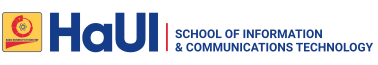 HaUI
SCHOOL OF INFORMATION
& COMMUNICATIONS TECHNOLOGY